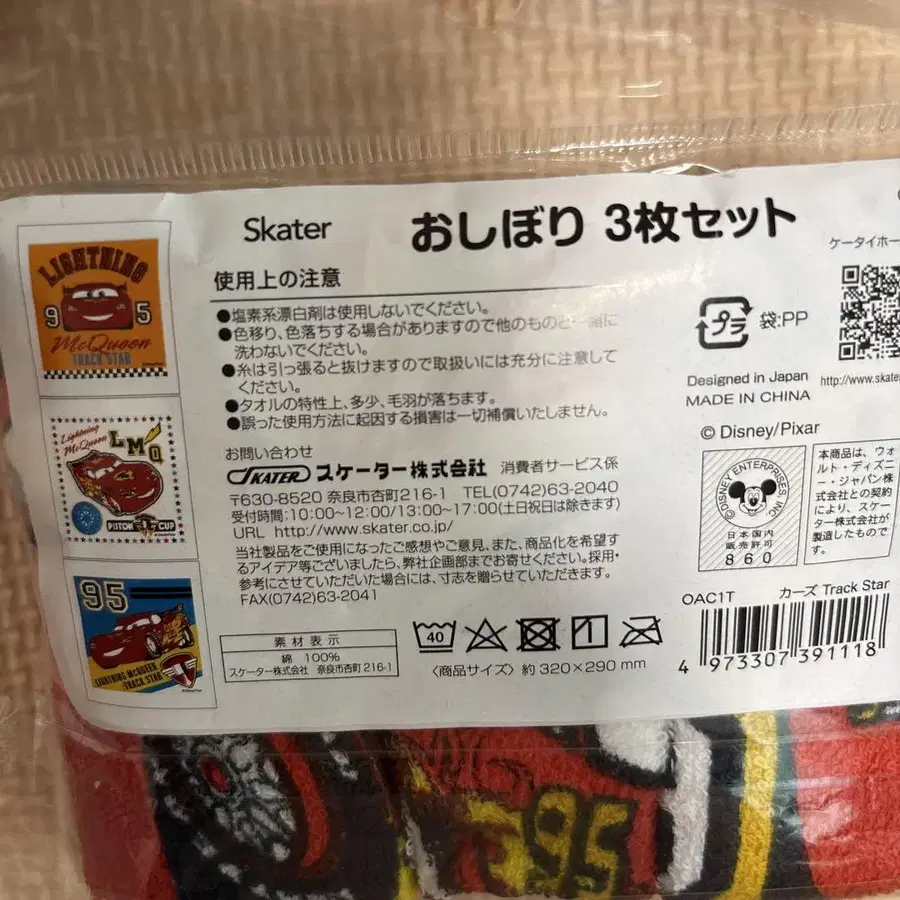 Skater
おしぼり 3枚セット
使用上の注意
●塩素系漂白剤は使用しないでください。
●色移り、色落ちする場合がありますので他のものと一緒に
洗わないでください。
●糸は引っ張ると抜けますので取扱いには充分に注意して
ください。
●タオルの特性上、多少、毛羽が落ちます。
●誤った使用方法に起因する損害は一切補償いたしません。
お問い合わせ
SKATER スケーター株式会社 消費者サービス係
〒630-8520 奈良市杏町216-1 TEL(0742)63-2040
受付時間:10:00~12:00/13:00~17:00(土日祝日は除きます)
URL http://www.skater.co.jp/
当社製品をご使用になったご感想やご意見、また、商品化を希望す
るアイデア等ございましたら、弊社企画部までお寄せください。採用・
参考にさせていただいた場合には、寸志を贈らせていただきます。
FAX(0742)63-2041
素材表示
綿 100%
スケーター株式会社 奈良市杏町216-1
40
〈商品サイズ〉約 320×290 mm
ケータイホー
プラ 袋:PP
Designed in Japan
MADE IN CHINA
http://www.skate
© Disney/Pixar
©DISNEY ENTERPRISES, INC.
日本国内
販売許可
860
本商品は、ウォ
ルト・ディズニ
ー・ジャパン株
式会社との契約
により、スケー
ター株式会社が
製造したもので
す。
OAC1T カーズ Track Star
4 973307 391118
LIGHTNING
95
McQueen
TRACK STAR
Lightning
McQueen
LMQ
PISTON CUP
95
LIGHTNING McQUEEN
TRACK STAR
95